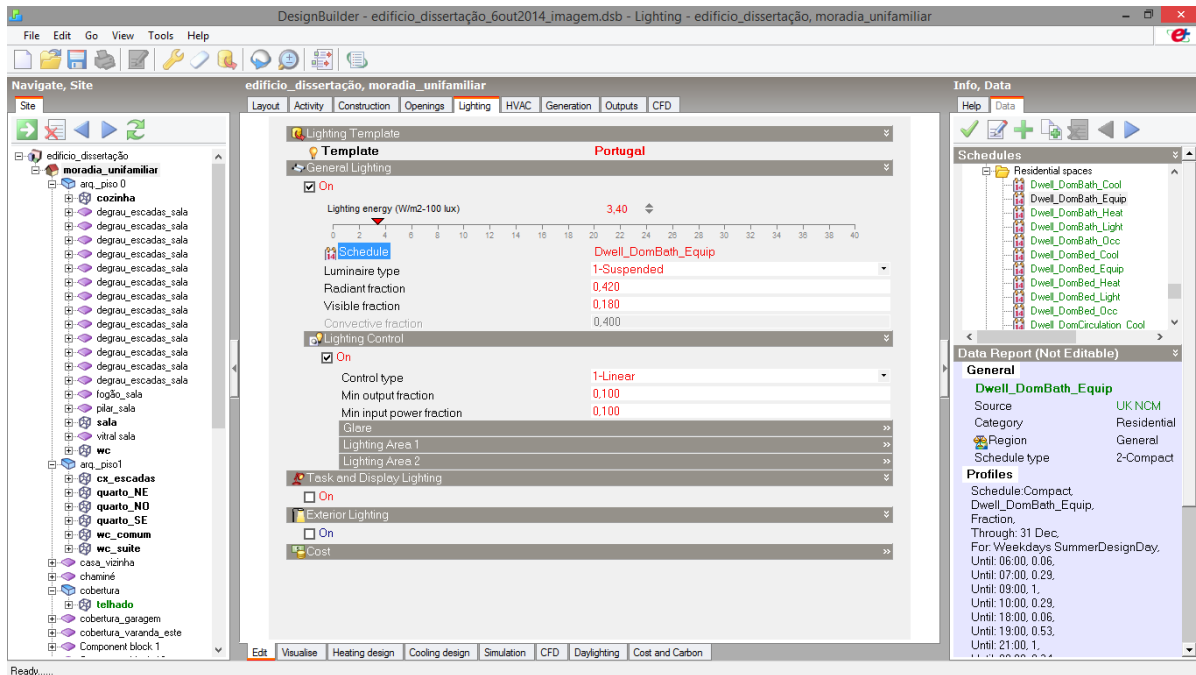 DesignBuilder - edificio_dissertação_6out2014_imagem.dsb - Lighting - edificio_dissertação, moradia_unifamiliar
File Edit Go View Tools Help
Navigate, Site
Site
edificio_dissertação
moradia_unifamiliar
arq._piso 0
cozinha
degrau_escadas_sala
degrau_escadas_sala
degrau_escadas_sala
degrau_escadas_sala
degrau_escadas_sala
degrau_escadas_sala
degrau_escadas_sala
degrau_escadas_sala
degrau_escadas_sala
degrau_escadas_sala
degrau_escadas_sala
degrau_escadas_sala
degrau_escadas_sala
fogão_sala
pilar_sala
sala
vitral sala
wc
arq._piso1
cx_escadas
quarto_NE
quarto_NO
quarto_SE
wc_comum
wc_suite
casa_vizinha
chaminé
cobertura
telhado
cobertura_garagem
cobertura_varanda_este
Component block 1
edificio_dissertação, moradia_unifamiliar
Layout Activity Construction Openings Lighting HVAC Generation Outputs CFD
Lighting Template
Template Portugal
General Lighting
On
Lighting energy (W/m2-100 lux) 3,40
0 2 4 6 8 10 12 14 16 18 20 22 24 26 28 30 32 34 36 38 40
Schedule Dwell_DomBath_Equip
Luminaire type 1-Suspended
Radiant fraction 0,420
Visible fraction 0,180
Convective fraction 0,400
Lighting Control
On
Control type 1-Linear
Min output fraction 0,100
Min input power fraction 0,100
Glare
Lighting Area 1
Lighting Area 2
Task and Display Lighting
On
Exterior Lighting
On
Cost
Edit Visualise Heating design Cooling design Simulation CFD Daylighting Cost and Carbon
Info, Data
Help Data
Schedules
Residential spaces
Dwell_DomBath_Cool
Dwell_DomBath_Equip
Dwell_DomBath_Heat
Dwell_DomBath_Light
Dwell_DomBath_Occ
Dwell_DomBed_Cool
Dwell_DomBed_Equip
Dwell_DomBed_Heat
Dwell_DomBed_Light
Dwell_DomBed_Occ
Dwell_DomCirculation_Cool
Data Report (Not Editable)
General
Dwell_DomBath_Equip
Source UK NCM
Category Residential
Region General
Schedule type 2-Compact
Profiles
Schedule:Compact,
Dwell_DomBath_Equip,
Fraction,
Through: 31 Dec,
For: Weekdays SummerDesignDay,
Until: 06:00, 0.06,
Until: 07:00, 0.29,
Until: 09:00, 1,
Until: 10:00, 0.29,
Until: 18:00, 0.06,
Until: 19:00, 0.53,
Until: 21:00, 1,
Ready......